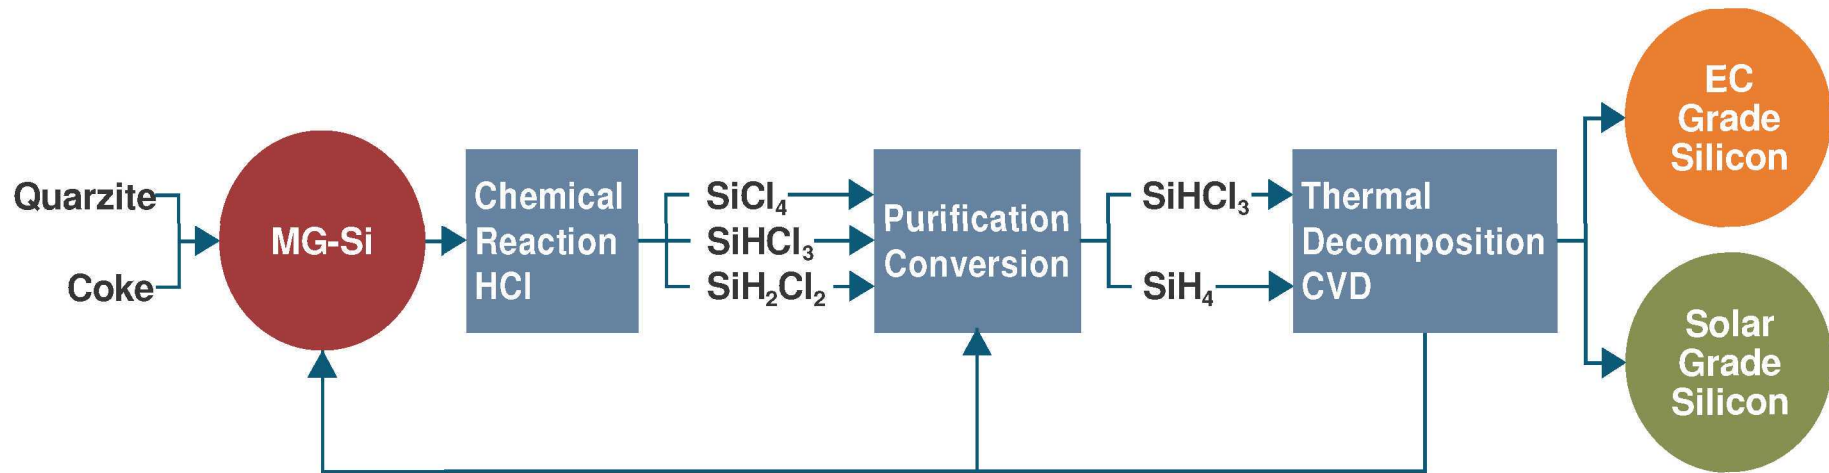 Quarzite
Coke
MG-Si
Chemical
Reaction
HCl
SiCl₄
SiHCl₃
SiH₂Cl₂
Purification
Conversion
SiHCl₃
SiH₄
Thermal
Decomposition
CVD
EC
Grade
Silicon
Solar
Grade
Silicon